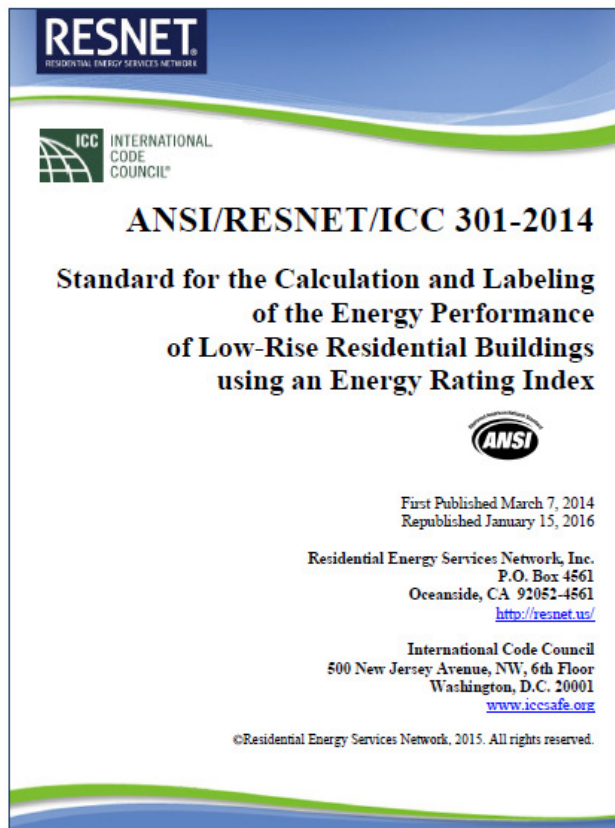 RESNET®
RESIDENTIAL ENERGY SERVICES NETWORK
ICC INTERNATIONAL
CODE
COUNCIL®
ANSI/RESNET/ICC 301-2014
Standard for the Calculation and Labeling
of the Energy Performance
of Low-Rise Residential Buildings
using an Energy Rating Index
ANSI
First Published March 7, 2014
Republished January 15, 2016
Residential Energy Services Network, Inc.
P.O. Box 4561
Oceanside, CA 92052-4561
http://resnet.us/
International Code Council
500 New Jersey Avenue, NW, 6th Floor
Washington, D.C. 20001
www.iccsafe.org
©Residential Energy Services Network, 2015. All rights reserved.